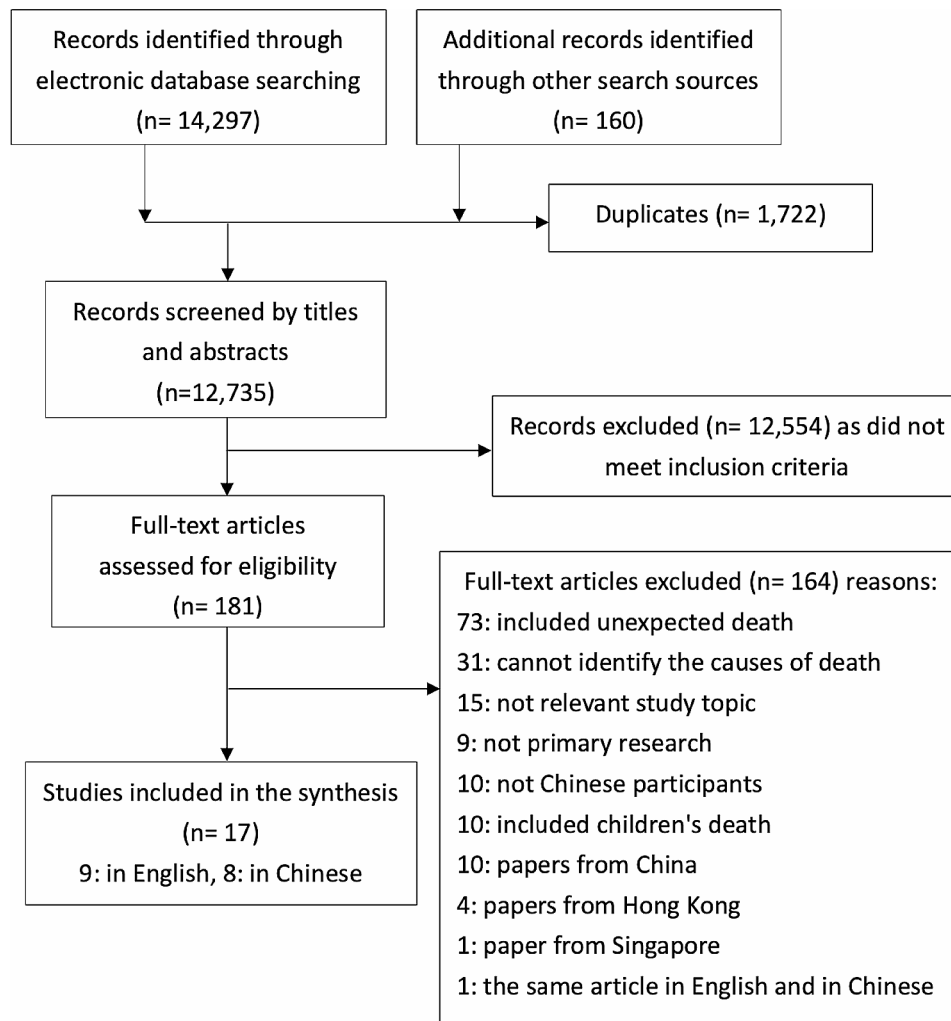 Records identified through
electronic database searching
(n= 14,297)
Additional records identified
through other search sources
(n= 160)
Duplicates (n= 1,722)
Records screened by titles
and abstracts
(n=12,735)
Records excluded (n= 12,554) as did not
meet inclusion criteria
Full-text articles
assessed for eligibility
(n= 181)
Full-text articles excluded (n= 164) reasons:
73: included unexpected death
31: cannot identify the causes of death
15: not relevant study topic
9: not primary research
10: not Chinese participants
10: included children's death
10: papers from China
4: papers from Hong Kong
1: paper from Singapore
1: the same article in English and in Chinese
Studies included in the synthesis
(n= 17)
9: in English, 8: in Chinese